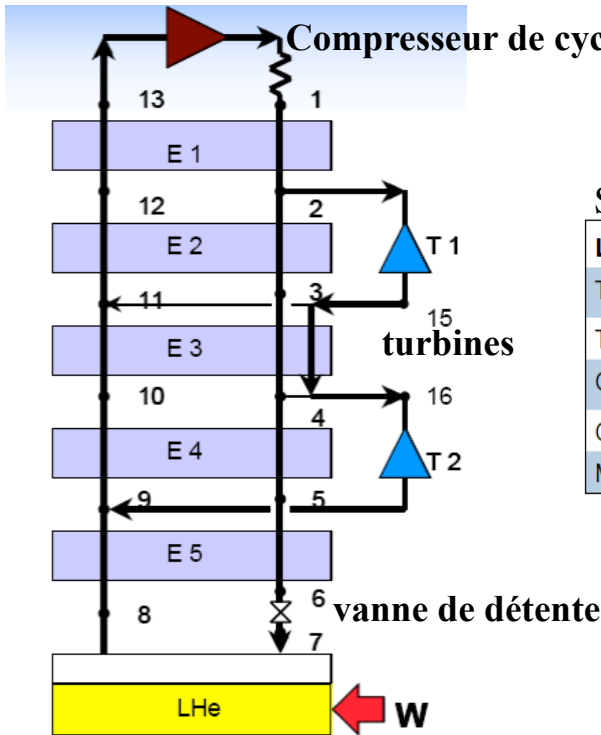 Compresseur de cyc
13
1
E 1
12
2
E 2
T 1
11
3
15
E 3
turbines
10
4
16
E 4
T 2
9
5
E 5
6
vanne de détente
8
7
LHe
W
S
L
T
T
M